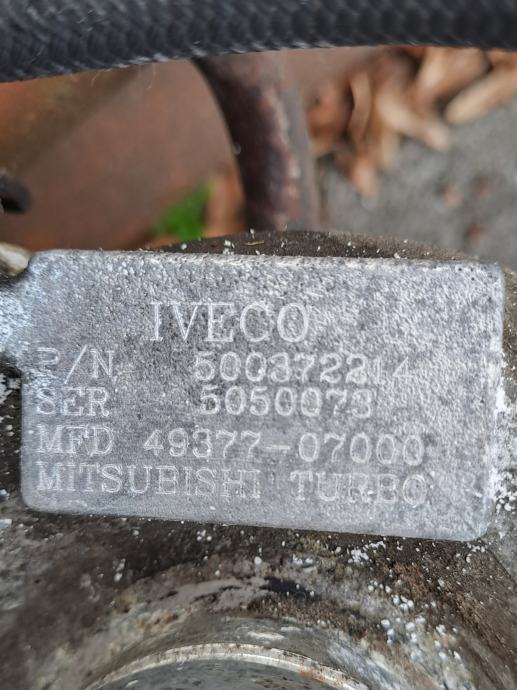 IVECO
P/N 500372214
SER 5050073
MFD 49377-07000
MITSUBISHI TURBO